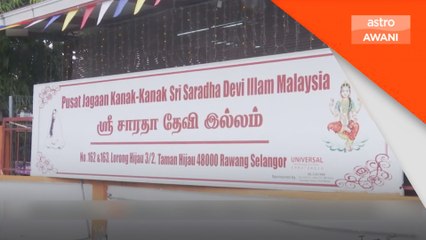 astro
AWANI
Pusat Jagaan Kanak-Kanak Sri Saradha Devi Illam Malaysia
ஸ்ரீ சாரதா தேவி இல்லம்
No 162 & 163, Lorong Hijau 3/2, Taman Hijau 48000 Rawang Selangor
UNIVERSAL